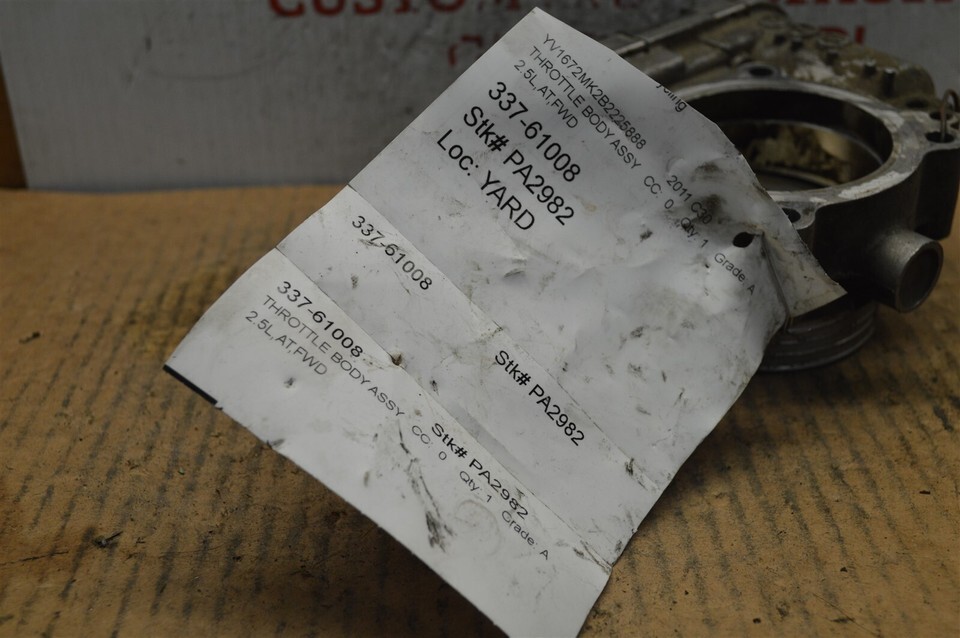 CUSTOM
YV1672MK2B2225888
THROTTLE BODY ASSY CC: 0 Qty: 1 Grade: A
2.5L,AT,FWD
2011 C30
337-61008
Stk# PA2982
Loc: YARD
337-61008 Stk# PA2982
337-61008 Stk# PA2982
THROTTLE BODY ASSY CC: 0 Qty: 1 Grade: A
2.5L,AT,FWD